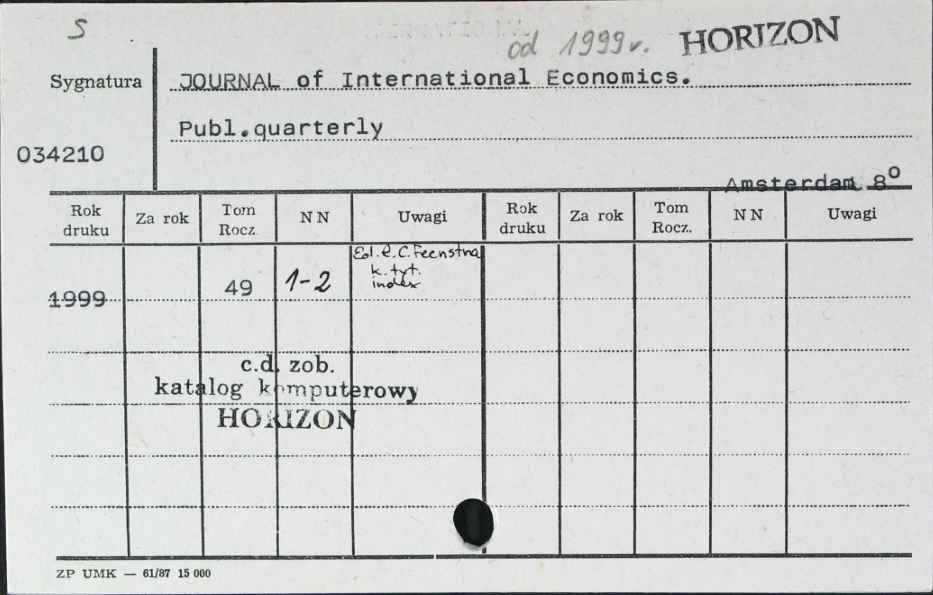 S
od 1999r. HORIZON
Sygnatura
JOURNAL of International Economics.
Publ.quarterly
034210
Amsterdam 8o
Rok druku Za rok Tom Rocz. NN Uwagi Rok druku Za rok Tom Rocz. NN Uwagi
Ed. R.C. Feenstra
k. tyt.
index
1999 49 1-2
c.d. zob.
katalog komputerowy
HORIZON
ZP UMK — 61/87 15 000